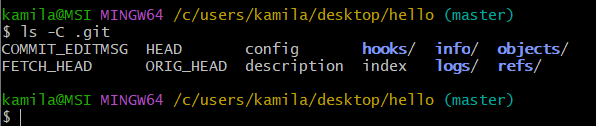 kamila@MSI MINGW64 /c/users/kamila/desktop/hello (master)
$ ls -C .git
COMMIT_EDITMSG  HEAD       config       hooks/  info/  objects/
FETCH_HEAD      ORIG_HEAD  description  index   logs/  refs/
kamila@MSI MINGW64 /c/users/kamila/desktop/hello (master)
$